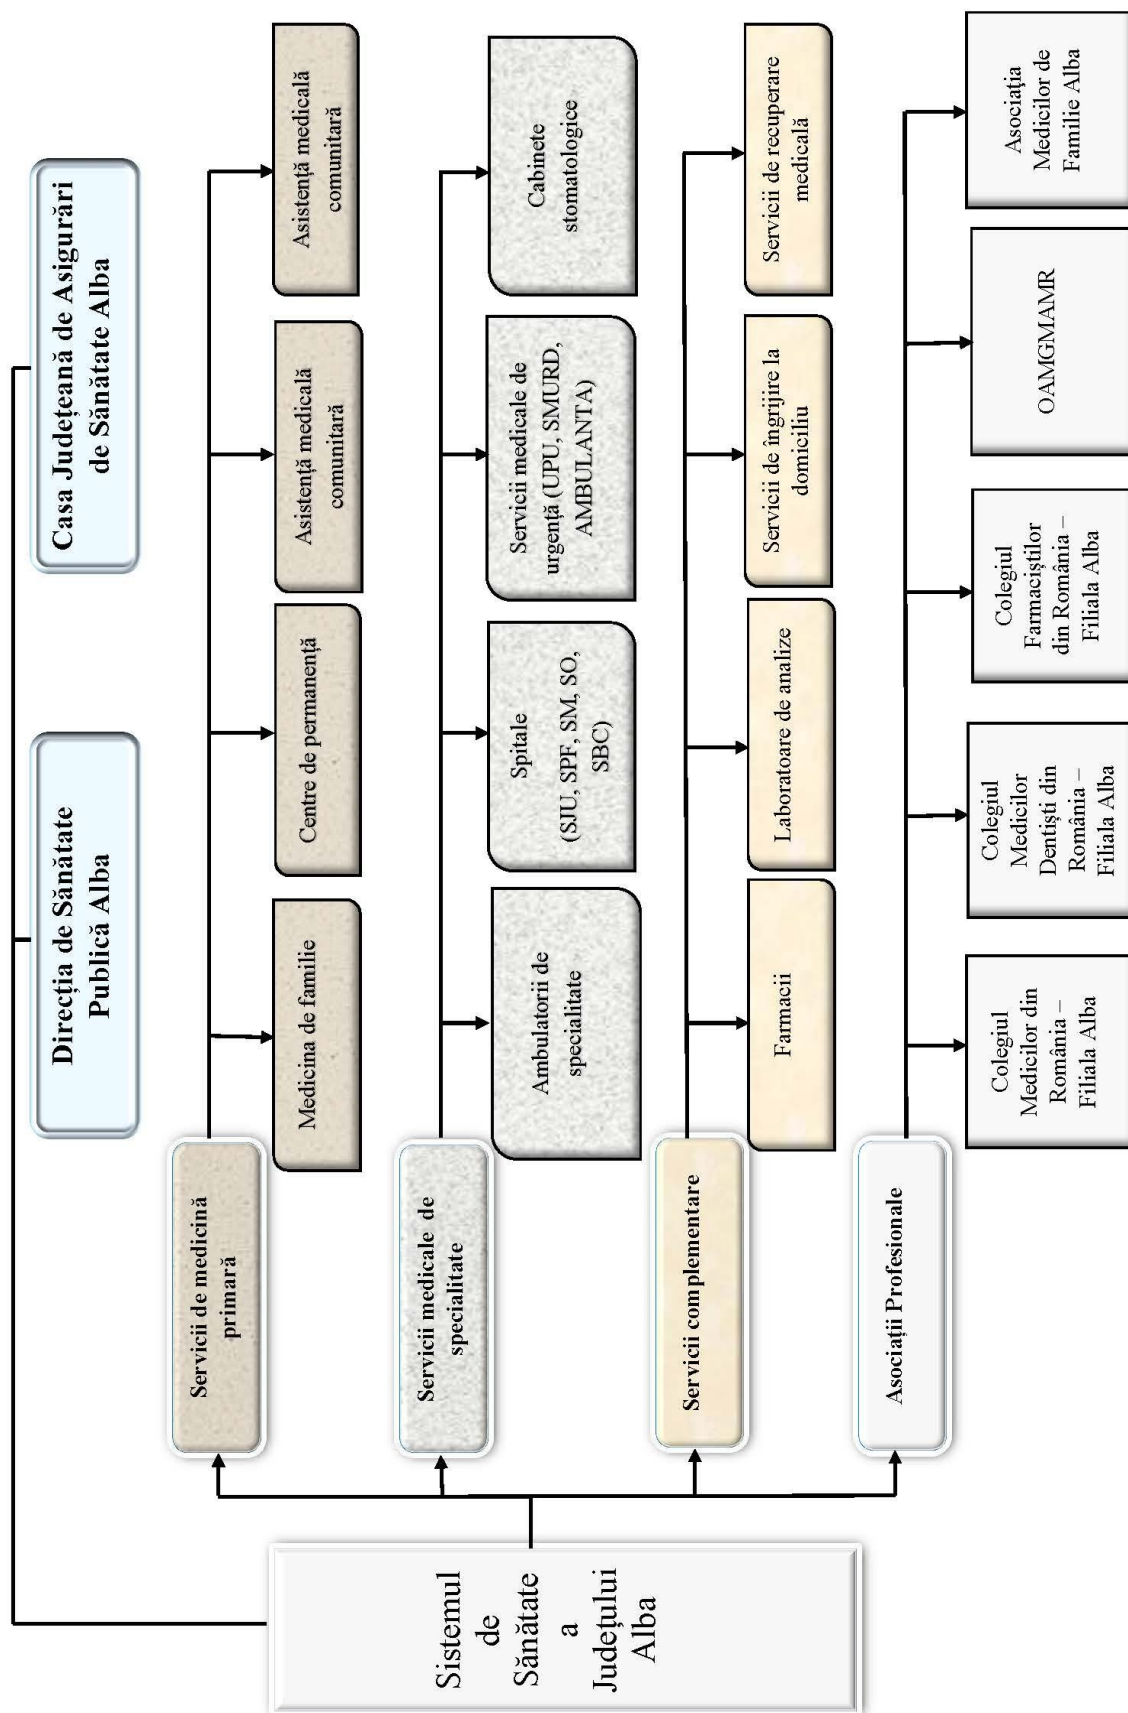 Direcția de Sănătate
Publică Alba
Casa Județeană de Asigurări
de Sănătate Alba
Sistemul
de
Sănătate
a
Județului
Alba
Servicii de medicină
primară
Medicina de familie
Centre de permanență
Asistență medicală
comunitară
Asistență medicală
comunitară
Servicii medicale de
specialitate
Ambulatorii de
specialitate
Spitale
(SJU, SPF, SM, SO,
SBC)
Servicii medicale de
urgență (UPU, SMURD,
AMBULANTA)
Cabinete
stomatologice
Servicii complementare
Farmacii
Laboratoare de analize
Servicii de îngrijire la
domiciliu
Servicii de recuperare
medicală
Asociații Profesionale
Colegiul
Medicilor din
România –
Filiala Alba
Colegiul
Medicilor
Dentiști din
România –
Filiala Alba
Colegiul
Farmaciștilor
din România –
Filiala Alba
OAMGMAMR
Asociația
Medicilor de
Familie Alba